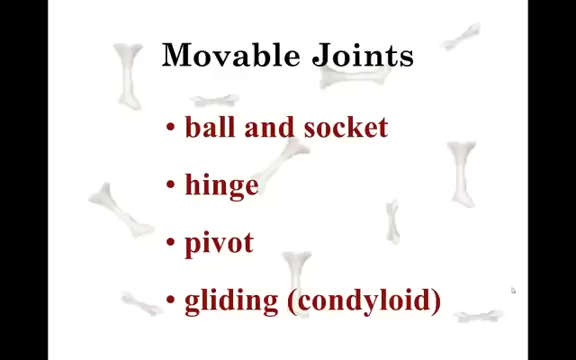 Movable Joints
• ball and socket
• hinge
• pivot
• gliding (condyloid)